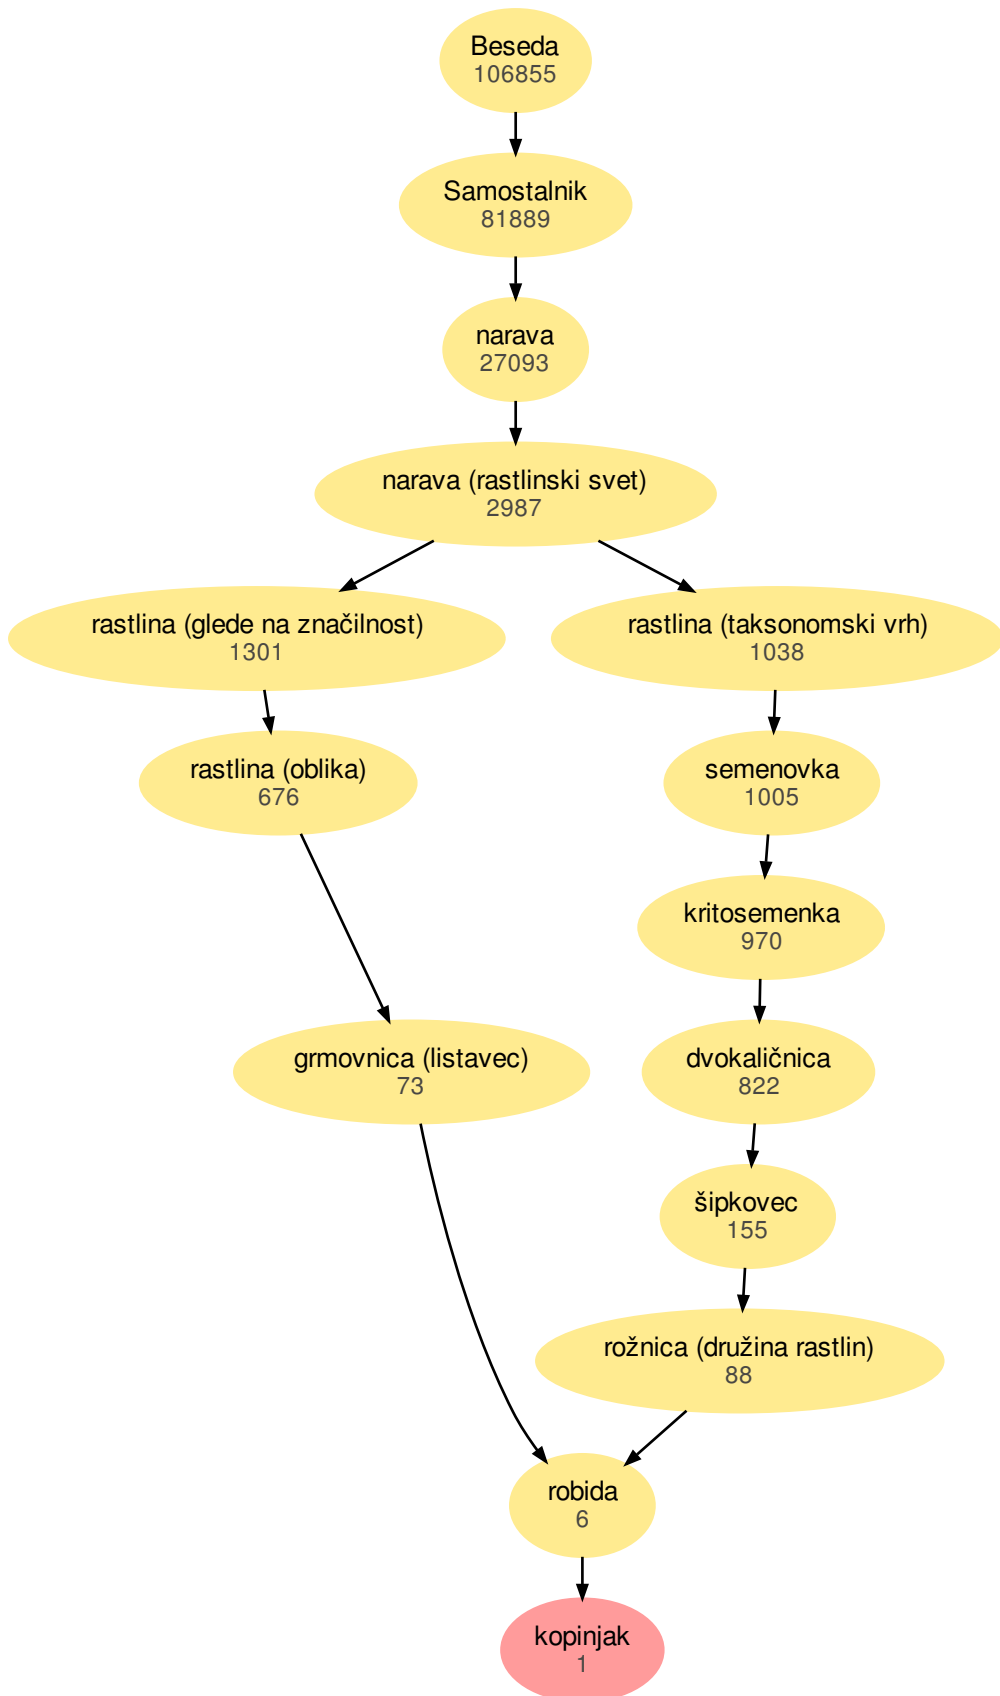 Beseda
106855
Samostalnik
81889
narava
27093
narava (rastlinski svet)
2987
rastlina (glede na značilnost)
1301
rastlina (taksonomski vrh)
1038
rastlina (oblika)
676
semenovka
1005
kritosemenka
970
grmovnica (listavec)
73
dvokaličnica
822
šipkovec
155
rožnica (družina rastlin)
88
robida
6
kopinjak
1